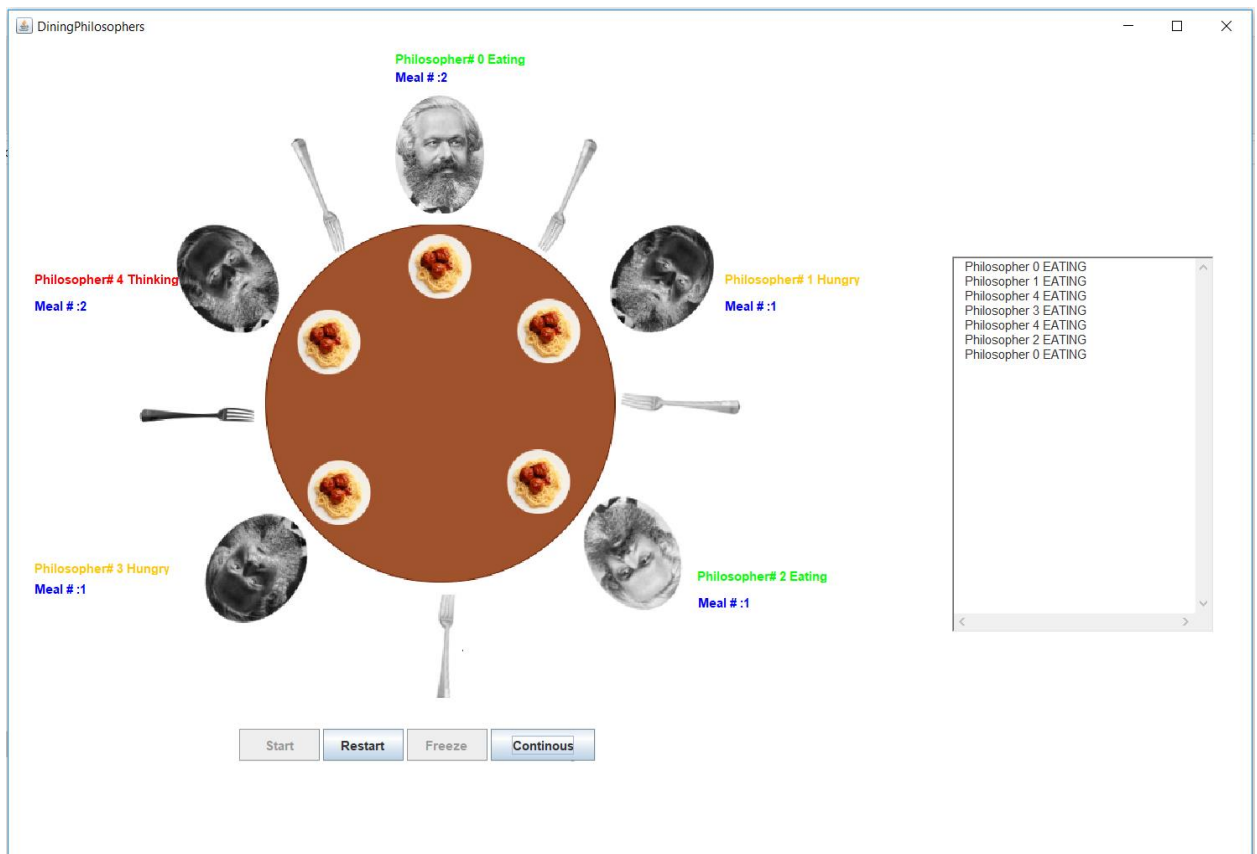 DiningPhilosophers
Philosopher# 0 Eating
Meal # :2
Philosopher# 4 Thinking
Meal # :2
Philosopher# 1 Hungry
Meal # :1
Philosopher# 3 Hungry
Meal # :1
Philosopher# 2 Eating
Meal # :1
Philosopher 0 EATING
Philosopher 1 EATING
Philosopher 4 EATING
Philosopher 3 EATING
Philosopher 4 EATING
Philosopher 2 EATING
Philosopher 0 EATING
Start
Restart
Freeze
Continous